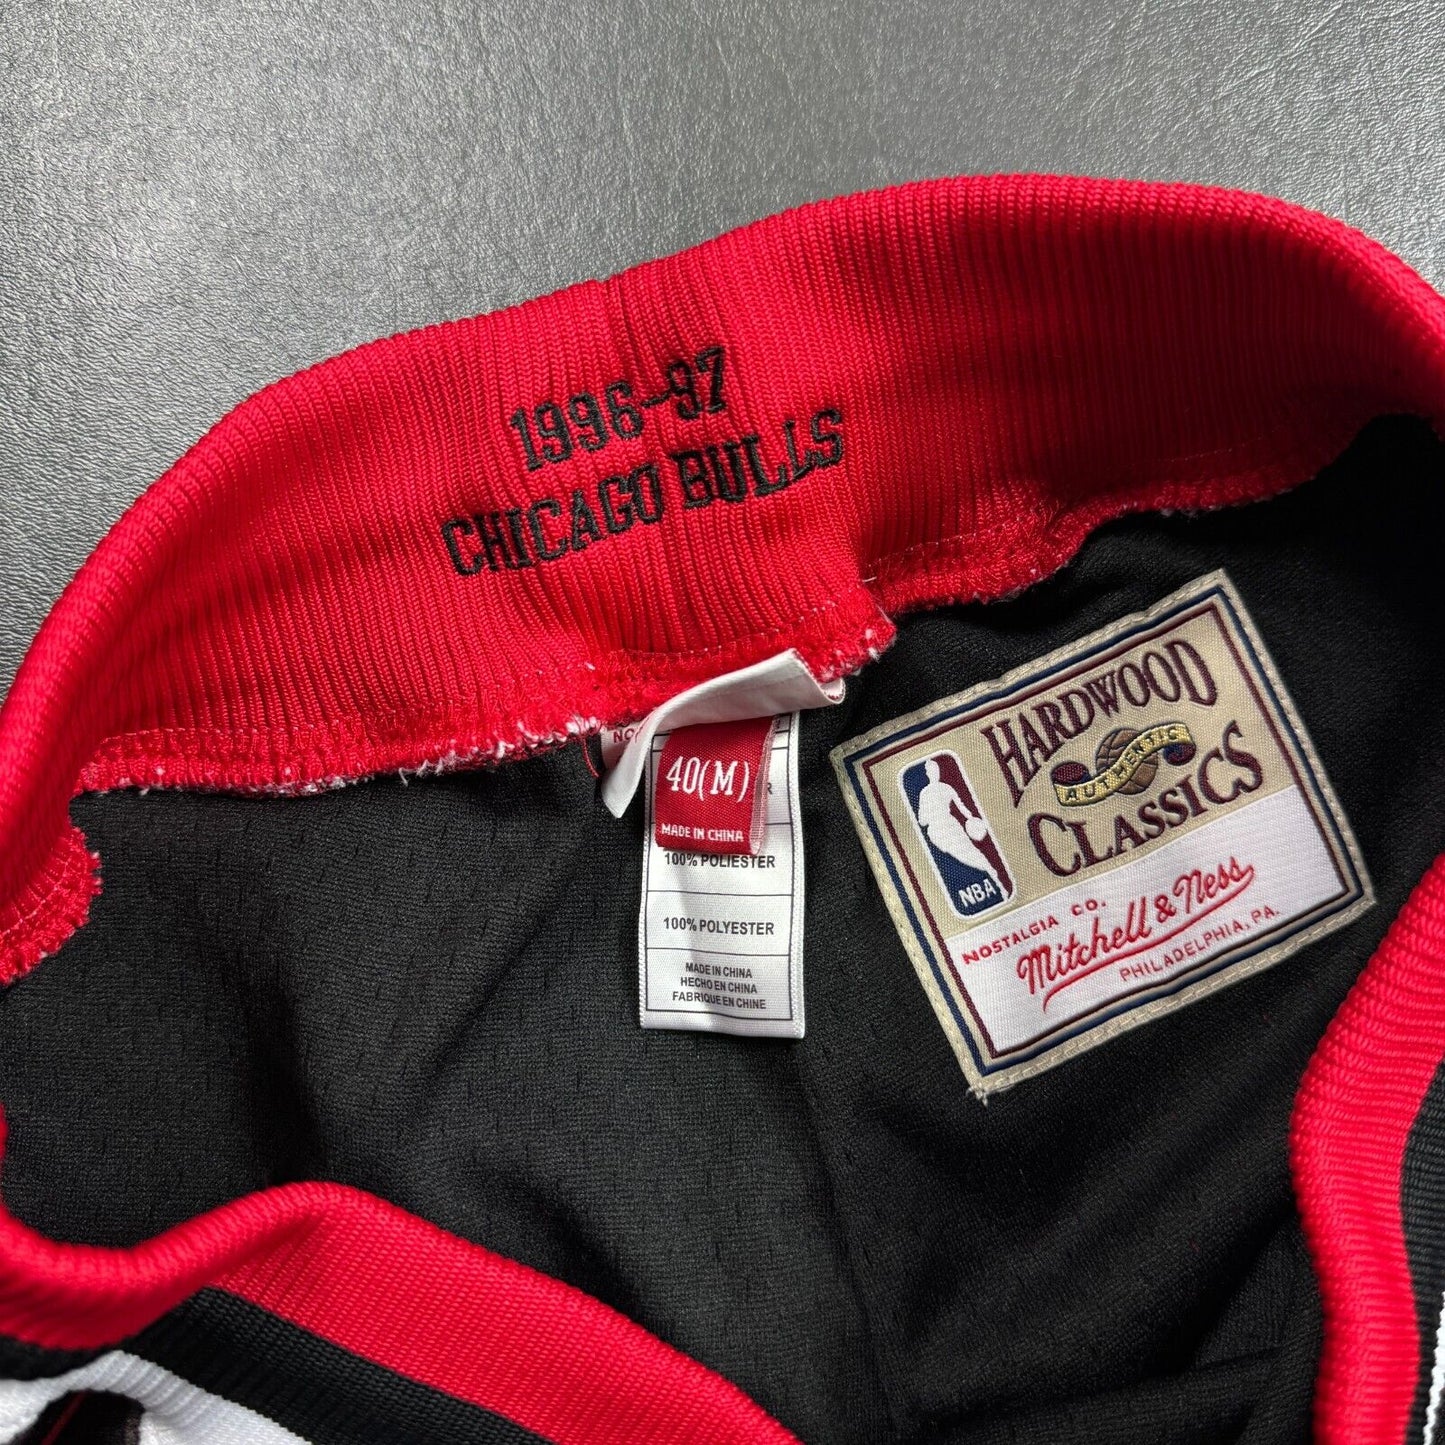 1996-97
CHICAGO BULLS
40(M)
MADE IN CHINA
100% POLIESTER
100% POLYESTER
MADE IN CHINA
HECHO EN CHINA
FABRIQUE EN CHINE
HARDWOOD
AUTHENTIC
CLASSICS
NBA
NOSTALGIA CO.
Mitchell & Ness
PHILADELPHIA, PA.